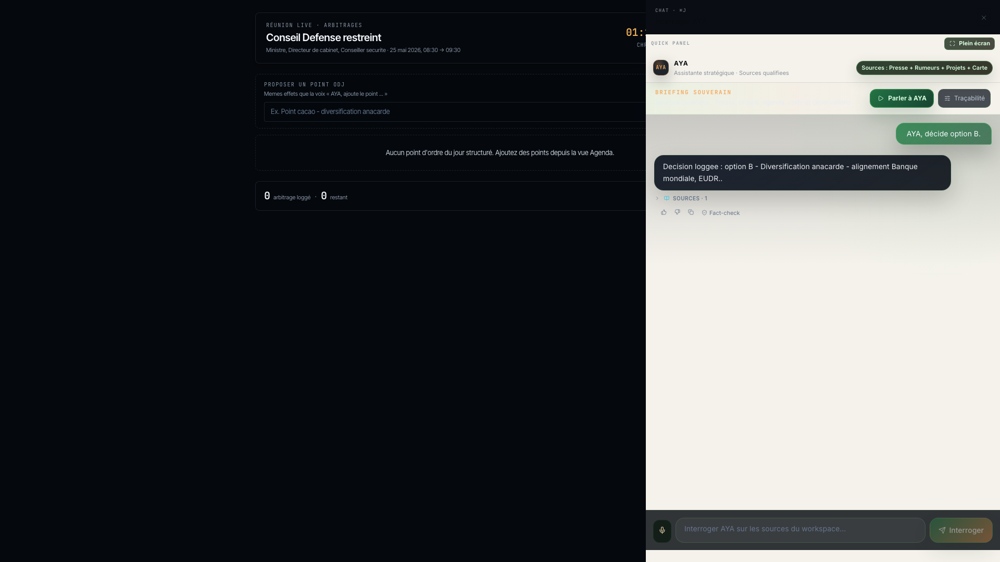 RÉUNION LIVE · ARBITRAGES
Conseil Defense restreint
Ministre, Directeur de cabinet, Conseiller securite · 25 mai 2026, 08:30 → 09:30
01:
CHR
PROPOSER UN POINT ODJ
Memes effets que la voix « AYA, ajoute le point ... »
Ex. Point cacao - diversification anacarde
Aucun point d'ordre du jour structuré. Ajoutez des points depuis la vue Agenda.
0 arbitrage loggé · 0 restant
CHAT · ⌘J
QUICK PANEL
Plein écran
AYA
AYA
Assistante stratégique · Sources qualifiees
Sources : Presse + Rumeurs + Projets + Carte
BRIEFING SOUVERAIN
Parler à AYA
Traçabilité
AYA, décide option B.
Decision loggee : option B - Diversification anacarde - alignement Banque
mondiale, EUDR..
SOURCES · 1
Fact-check
Interroger AYA sur les sources du workspace...
Interroger